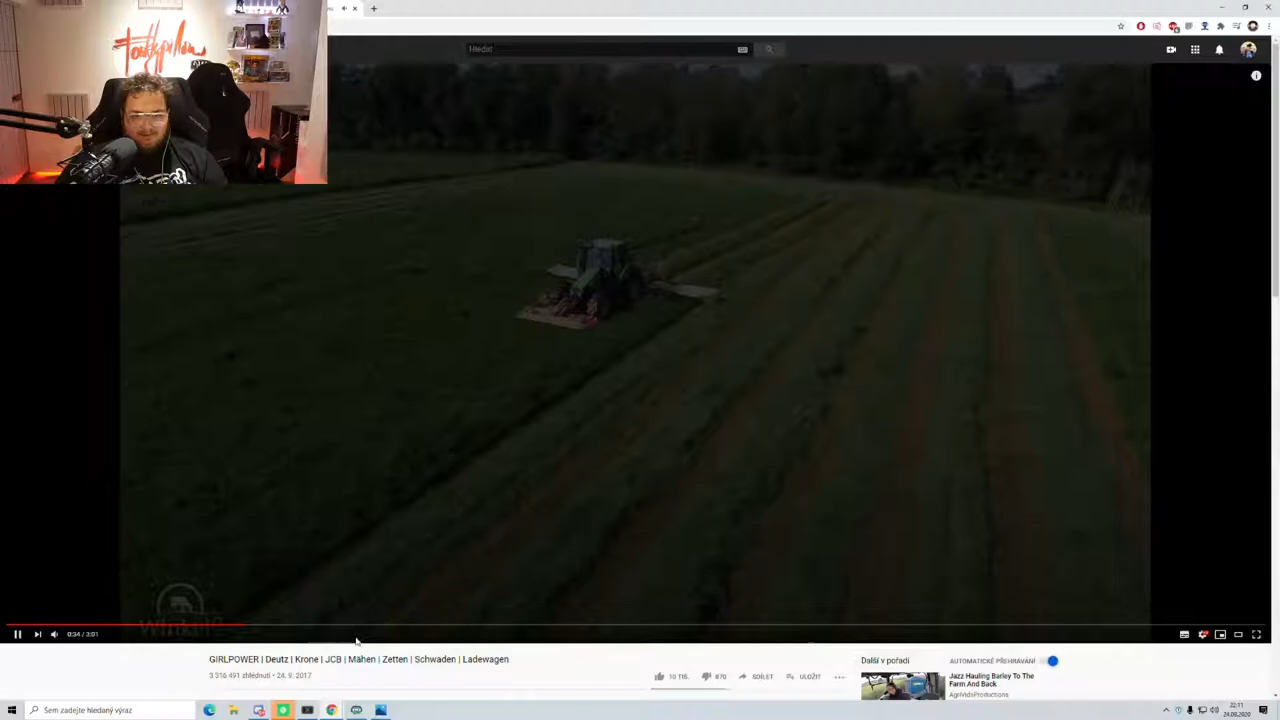 Hledat
0:34 / 3:01
GIRLPOWER | Deutz | Krone | JCB | Mähen | Zetten | Schwaden | Ladewagen
3 316 491 zhlédnutí • 24. 9. 2017
10 TIS.
870
SDÍLET
ULOŽIT
Další v pořadí
AUTOMATICKÉ PŘEHRÁVÁNÍ
Jazz Hauling Barley To The
Farm And Back
AgriVidsProductions
Sem zadejte hledaný výraz
22:11
24.09.2020